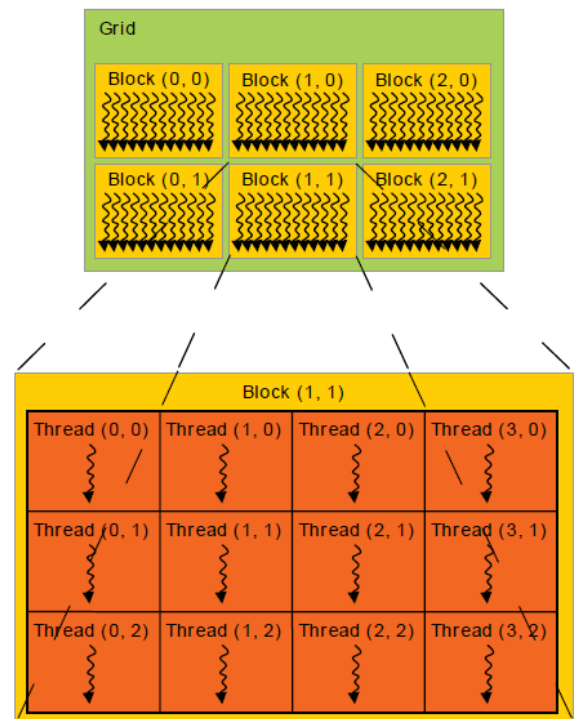 Grid
Block (0, 0) Block (1, 0) Block (2, 0)
Block (0, 1) Block (1, 1) Block (2, 1)
Block (1, 1)
Thread (0, 0) Thread (1, 0) Thread (2, 0) Thread (3, 0)
Thread (0, 1) Thread (1, 1) Thread (2, 1) Thread (3, 1)
Thread (0, 2) Thread (1, 2) Thread (2, 2) Thread (3, 2)